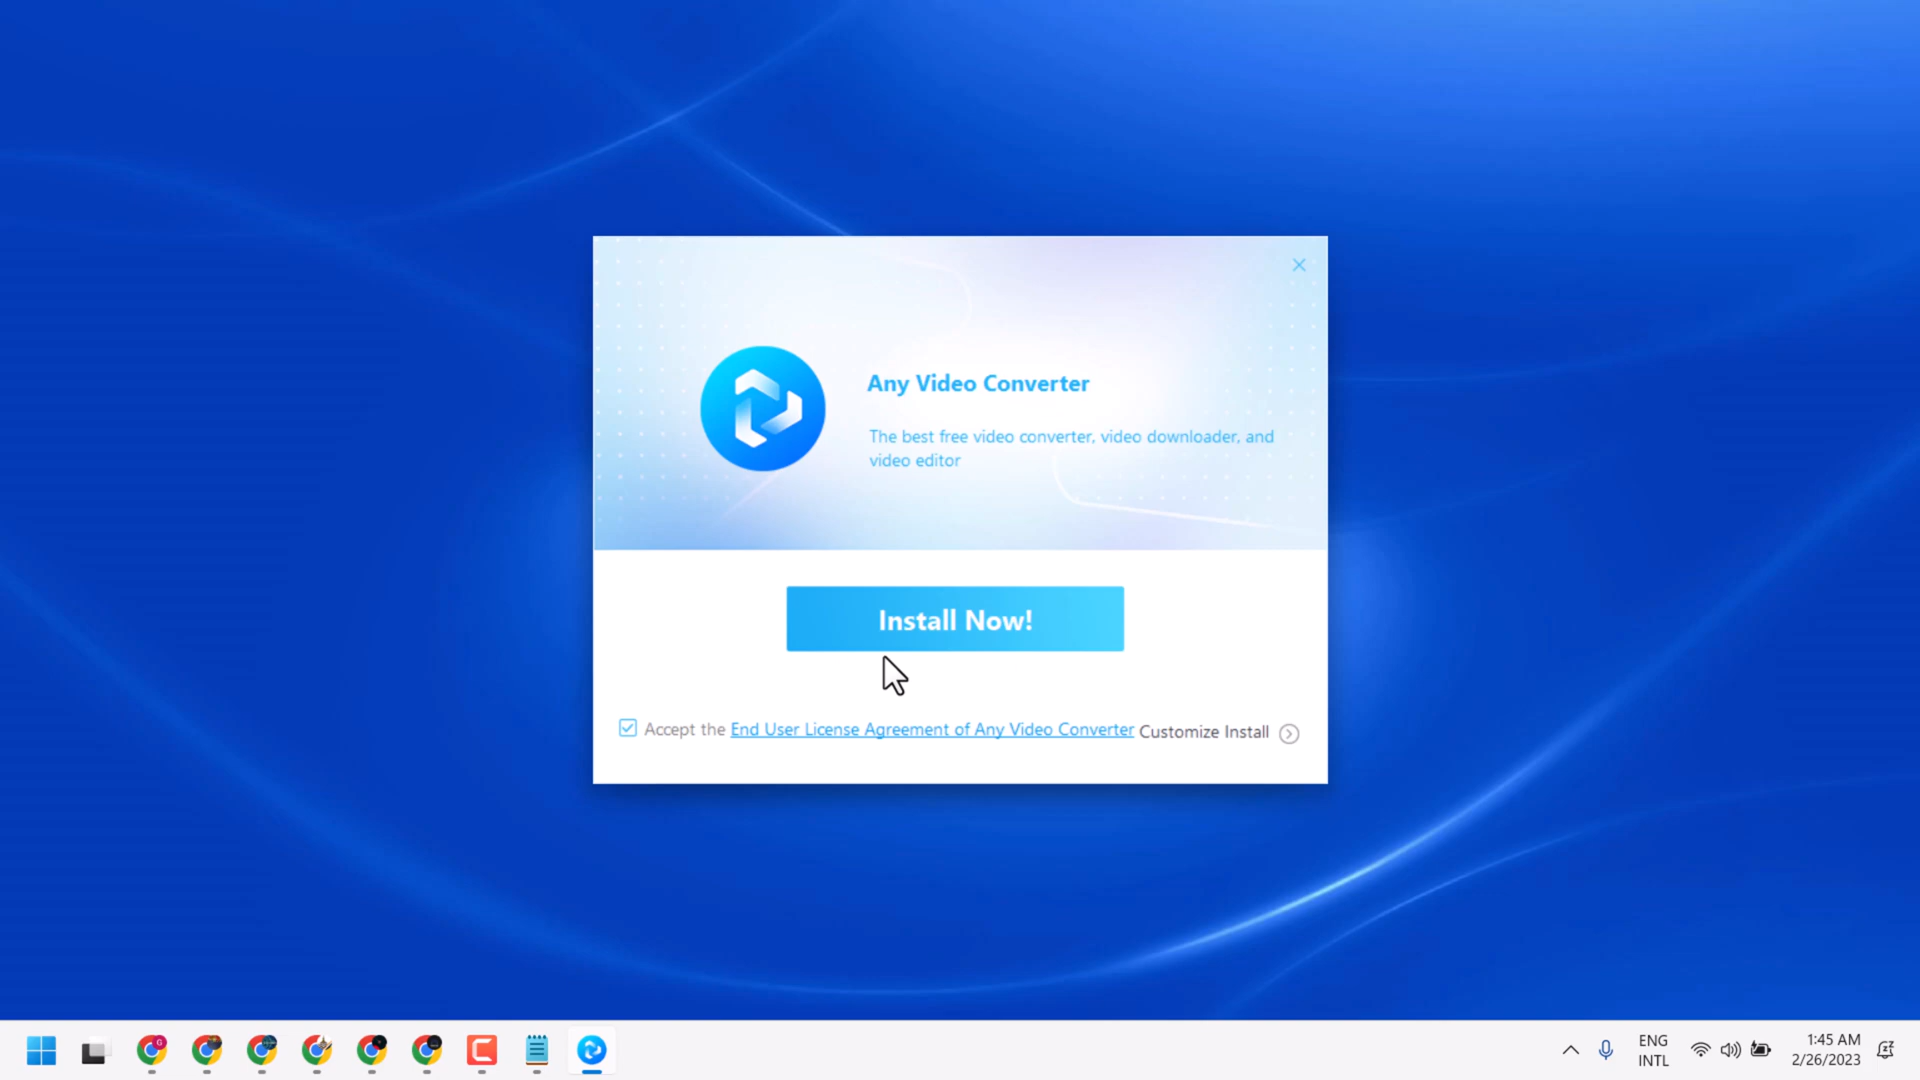 Any Video Converter
The best free video converter, video downloader, and
video editor
Install Now!
Accept the End User License Agreement of Any Video Converter Customize Install
ENG
INTL
1:45 AM
2/26/2023